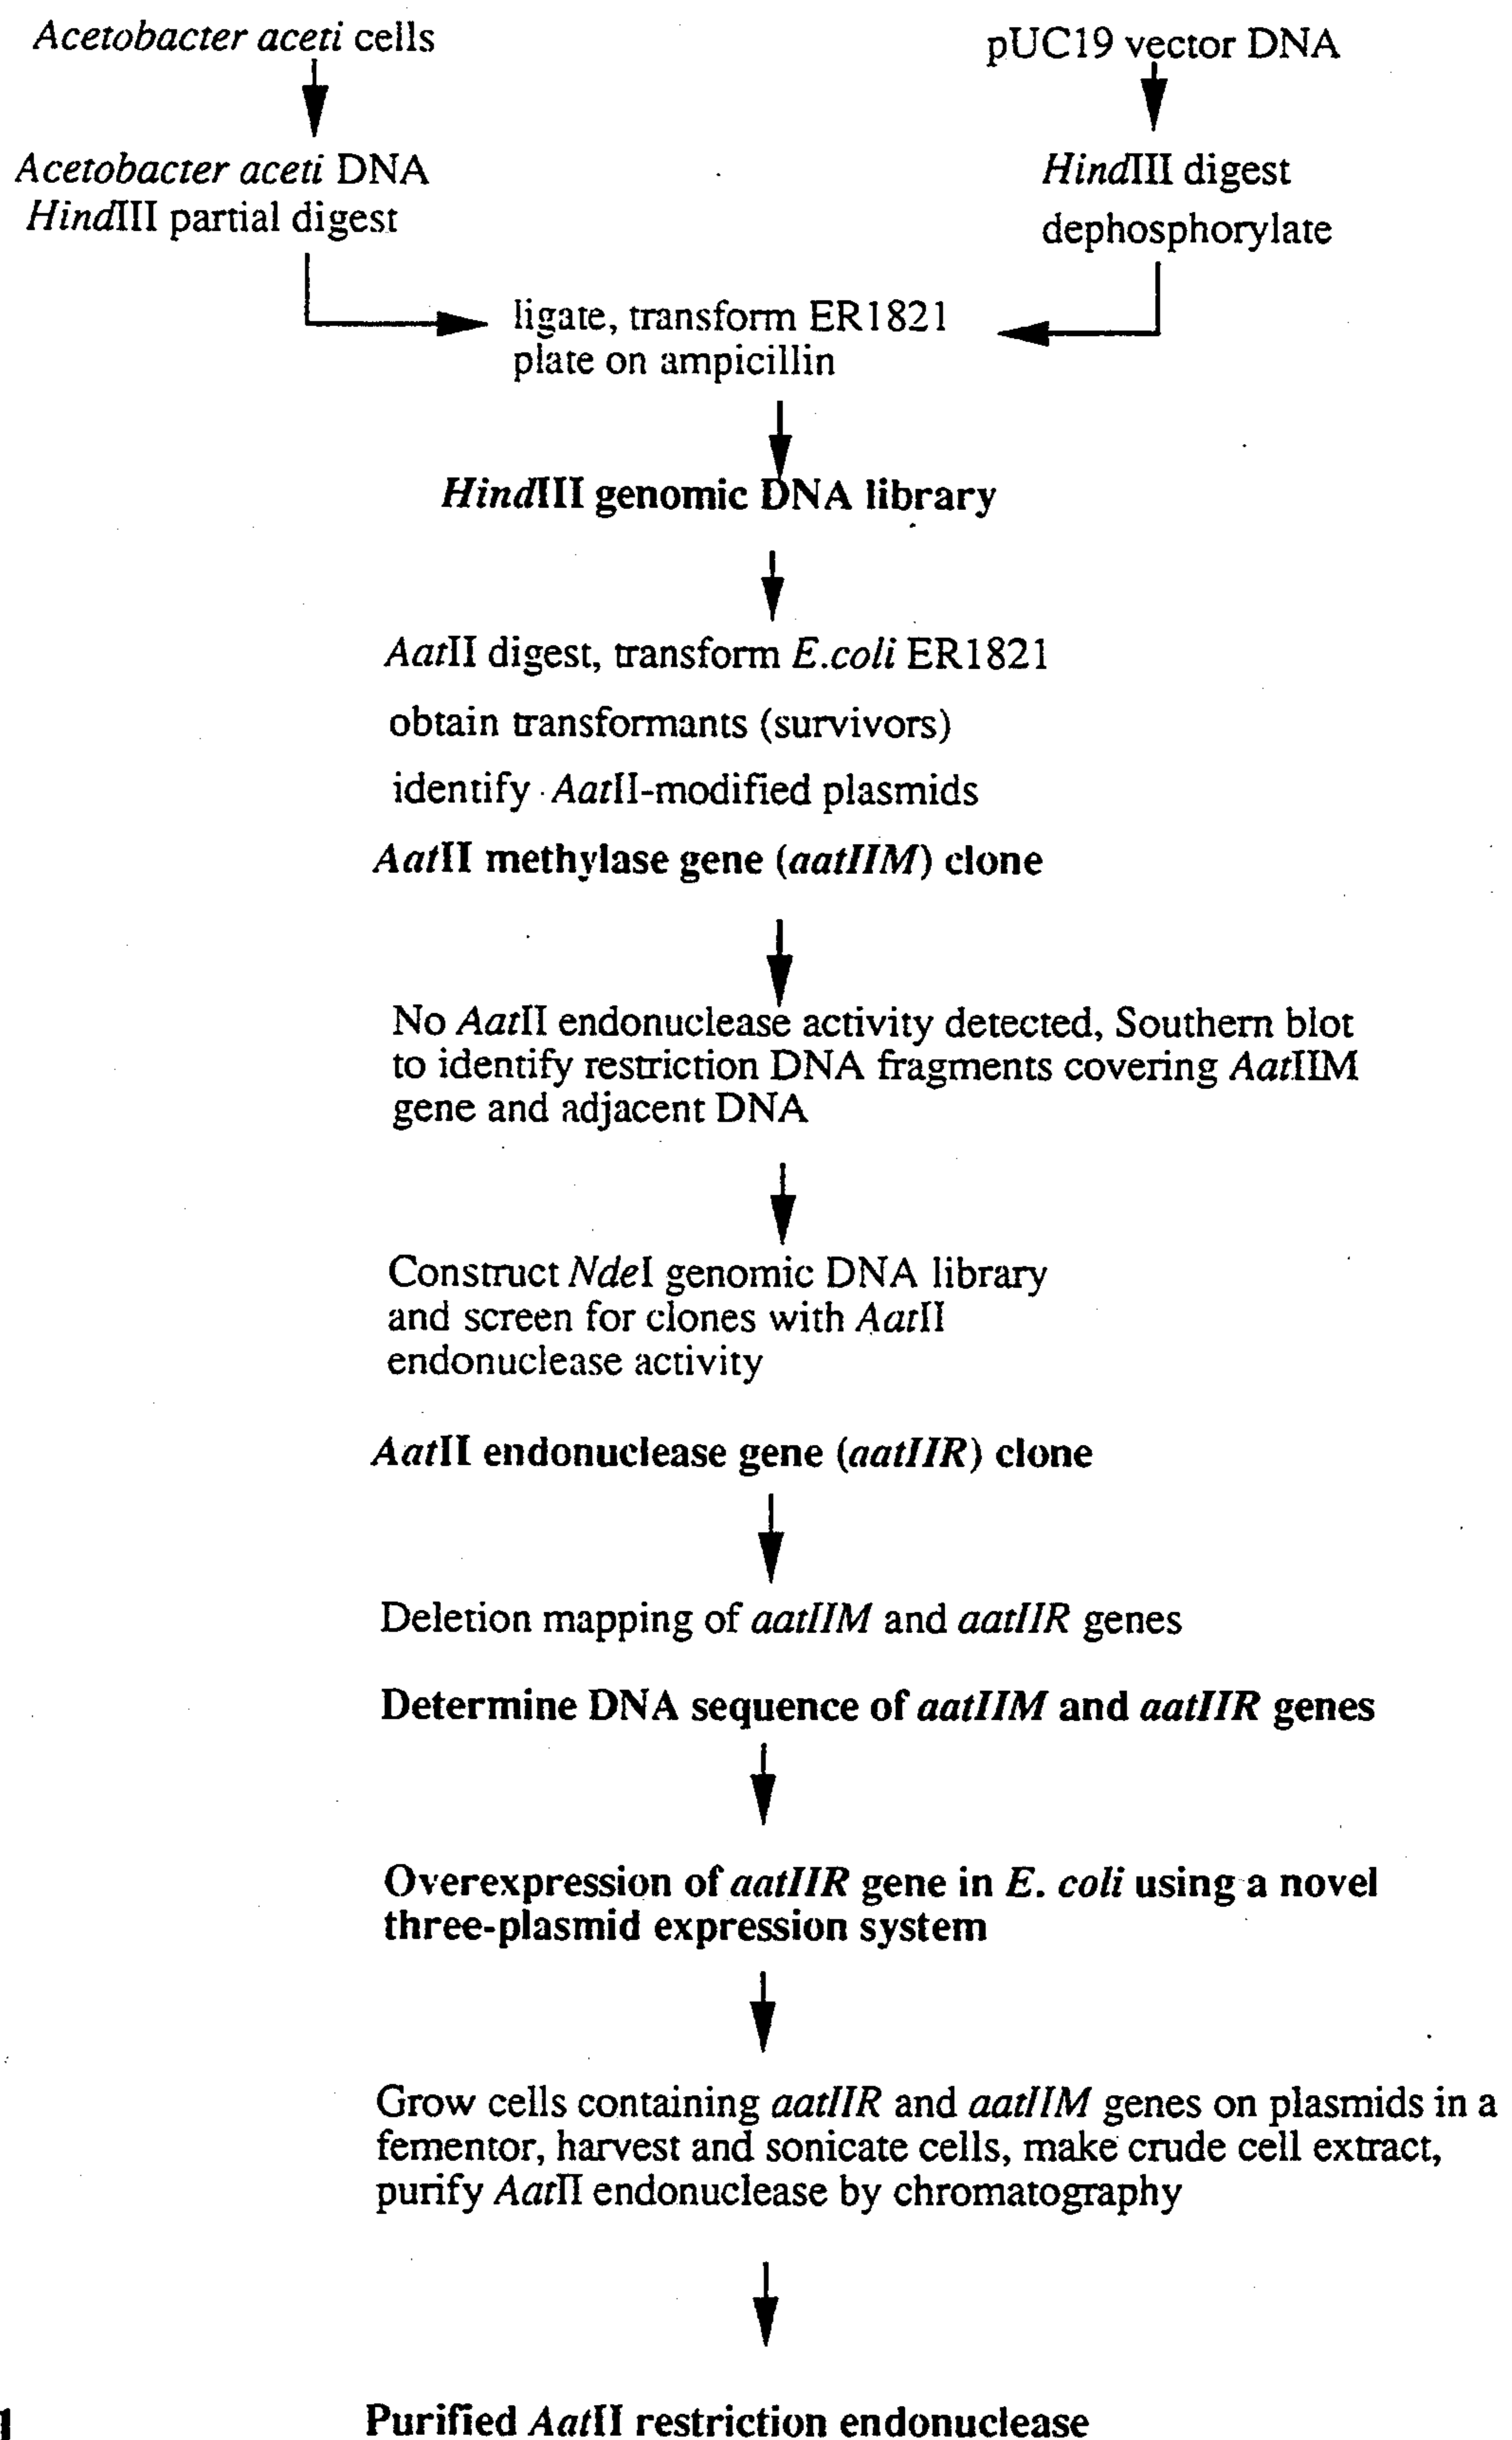 Acetobacter aceti cells
pUC19 vector DNA
Acetobacter aceti DNA
HindIII partial digest
HindIII digest
dephosphorylate
ligate, transform ER1821
plate on ampicillin
HindIII genomic DNA library
AatII digest, transform E.coli ER1821
obtain transformants (survivors)
identify AatII-modified plasmids
AatII methylase gene (aatIIM) clone
No AatII endonuclease activity detected, Southern blot
to identify restriction DNA fragments covering AatIIM
gene and adjacent DNA
Construct NdeI genomic DNA library
and screen for clones with AatII
endonuclease activity
AatII endonuclease gene (aatIIR) clone
Deletion mapping of aatIIM and aatIIR genes
Determine DNA sequence of aatIIM and aatIIR genes
Overexpression of aatIIR gene in E. coli using a novel
three-plasmid expression system
Grow cells containing aatIIR and aatIIM genes on plasmids in a
fementor, harvest and sonicate cells, make crude cell extract,
purify AatII endonuclease by chromatography
Purified AatII restriction endonuclease